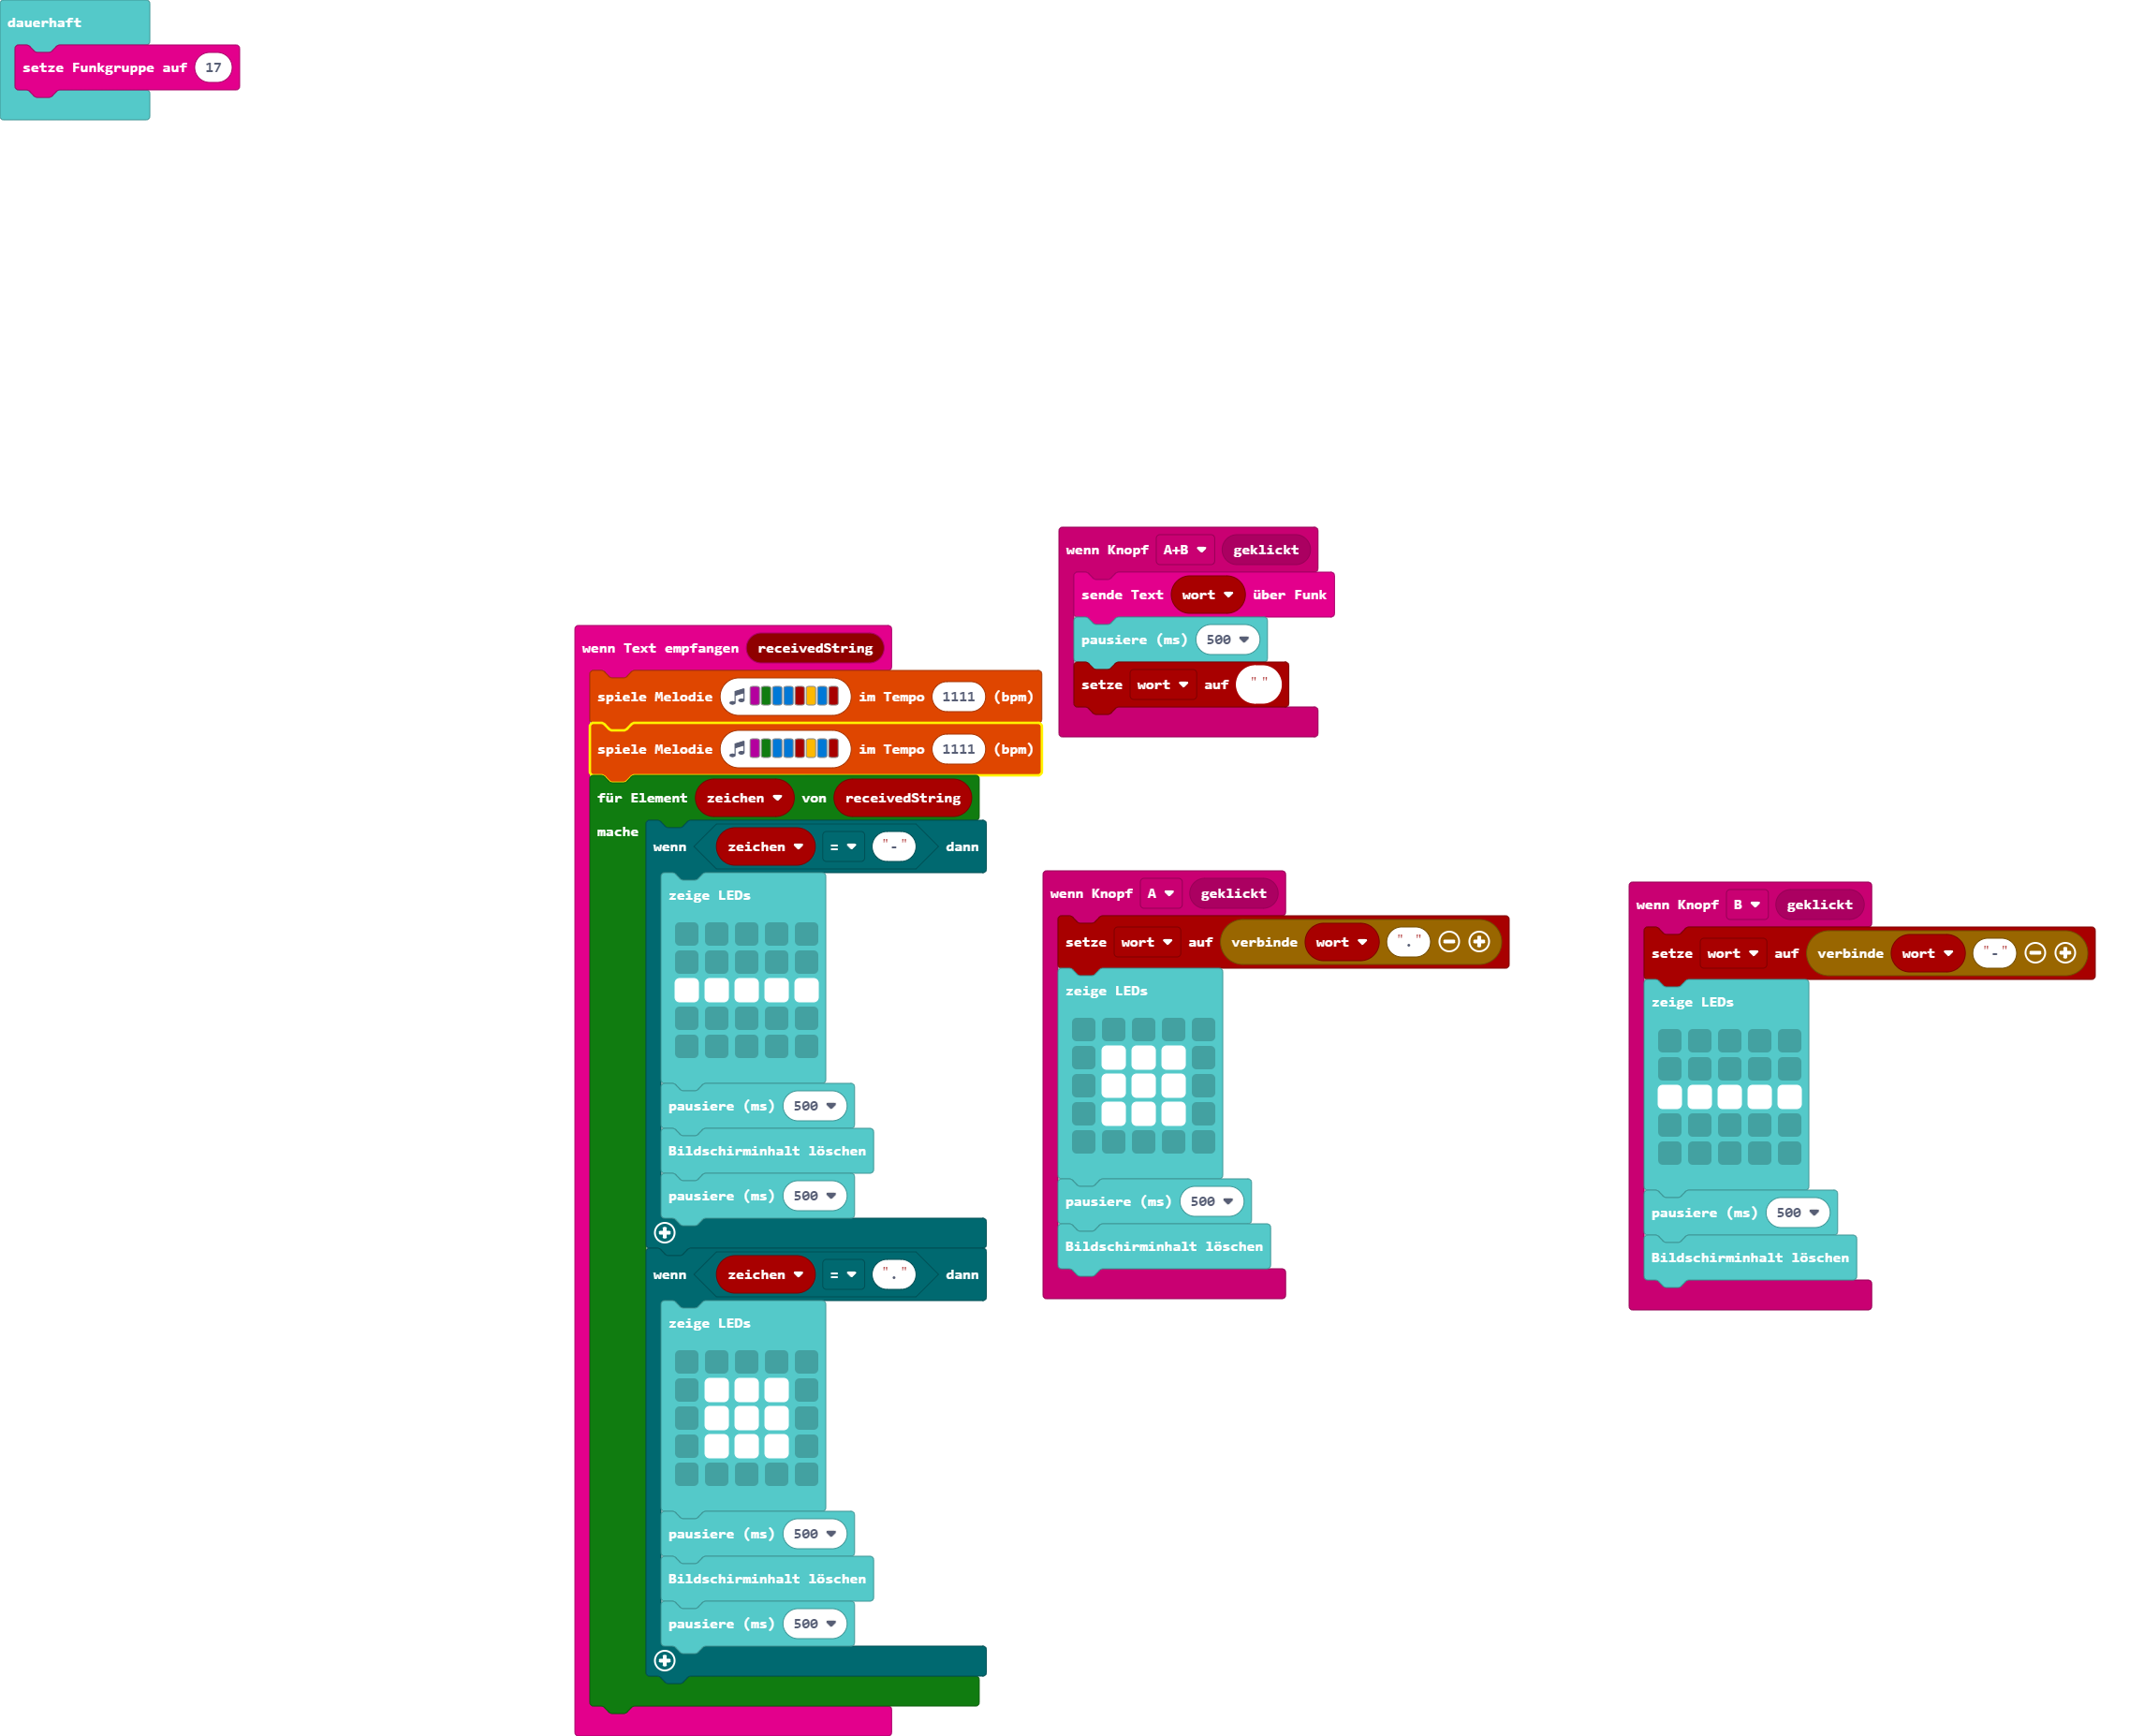 dauerhaft
setze Funkgruppe auf 17
wenn Knopf A+B geklickt
sende Text wort über Funk
pausiere (ms) 500
setze wort auf " "
wenn Text empfangen receivedString
spiele Melodie im Tempo 1111 (bpm)
spiele Melodie im Tempo 1111 (bpm)
für Element zeichen von receivedString
mache
wenn zeichen = "-" dann
zeige LEDs
pausiere (ms) 500
Bildschirminhalt löschen
pausiere (ms) 500
wenn zeichen = "." dann
zeige LEDs
pausiere (ms) 500
Bildschirminhalt löschen
pausiere (ms) 500
wenn Knopf A geklickt
setze wort auf verbinde wort "."
zeige LEDs
pausiere (ms) 500
Bildschirminhalt löschen
wenn Knopf B geklickt
setze wort auf verbinde wort "-"
zeige LEDs
pausiere (ms) 500
Bildschirminhalt löschen